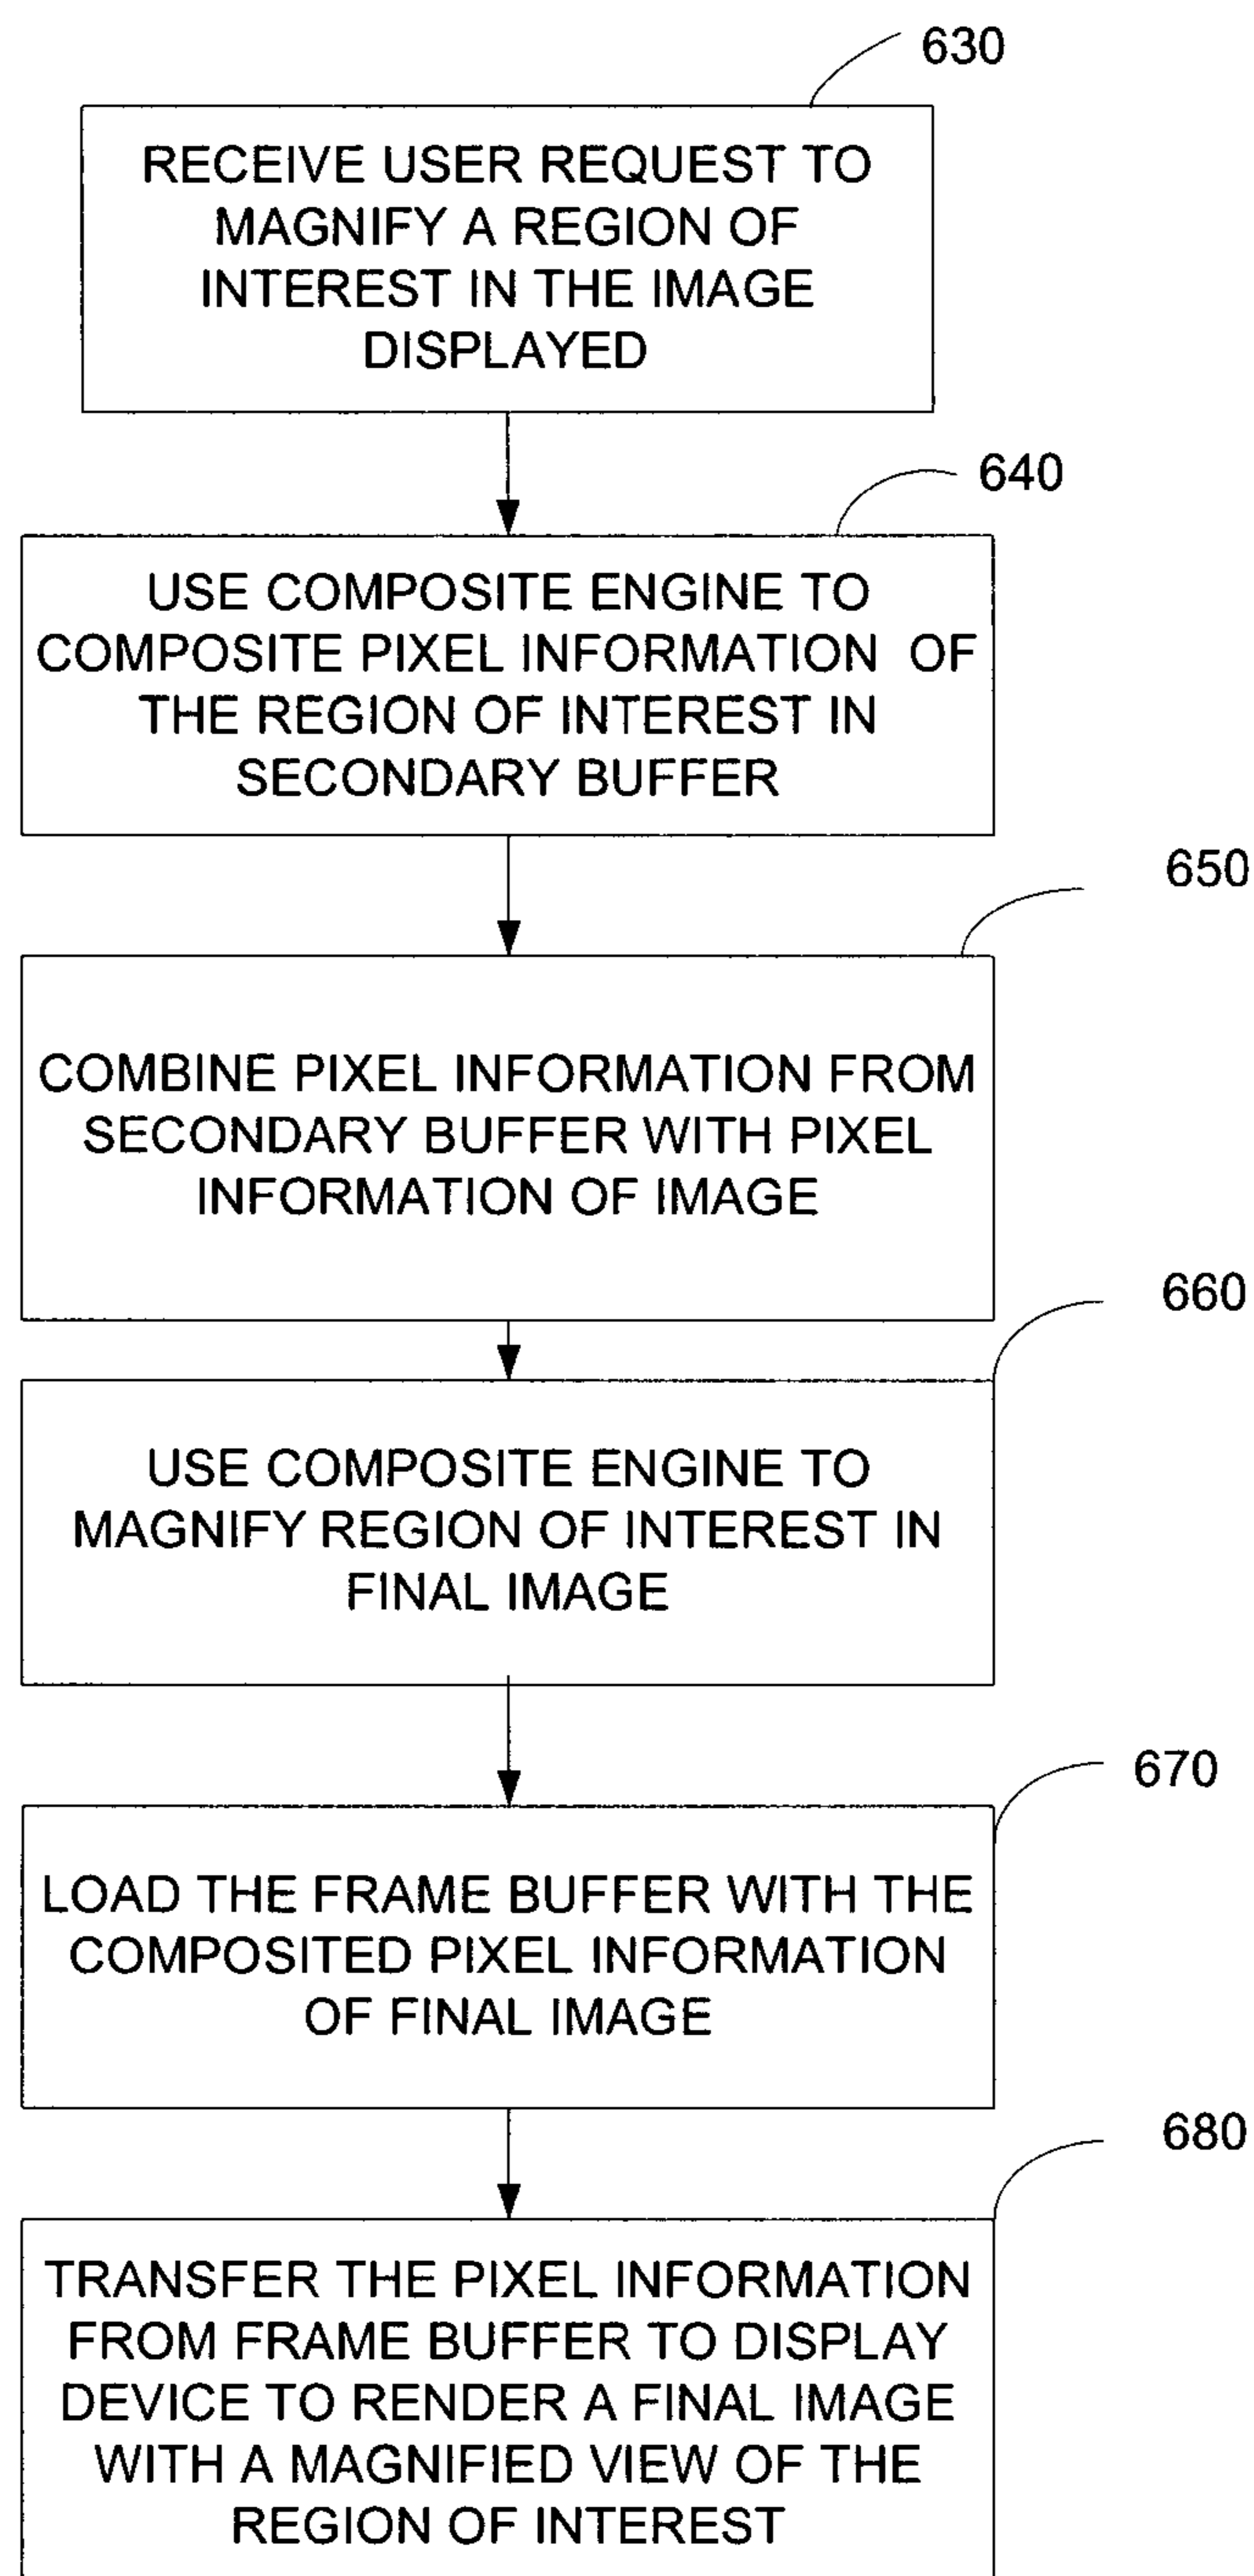 630
RECEIVE USER REQUEST TO
MAGNIFY A REGION OF
INTEREST IN THE IMAGE
DISPLAYED
640
USE COMPOSITE ENGINE TO
COMPOSITE PIXEL INFORMATION OF
THE REGION OF INTEREST IN
SECONDARY BUFFER
650
COMBINE PIXEL INFORMATION FROM
SECONDARY BUFFER WITH PIXEL
INFORMATION OF IMAGE
660
USE COMPOSITE ENGINE TO
MAGNIFY REGION OF INTEREST IN
FINAL IMAGE
670
LOAD THE FRAME BUFFER WITH THE
COMPOSITED PIXEL INFORMATION
OF FINAL IMAGE
680
TRANSFER THE PIXEL INFORMATION
FROM FRAME BUFFER TO DISPLAY
DEVICE TO RENDER A FINAL IMAGE
WITH A MAGNIFIED VIEW OF THE
REGION OF INTEREST